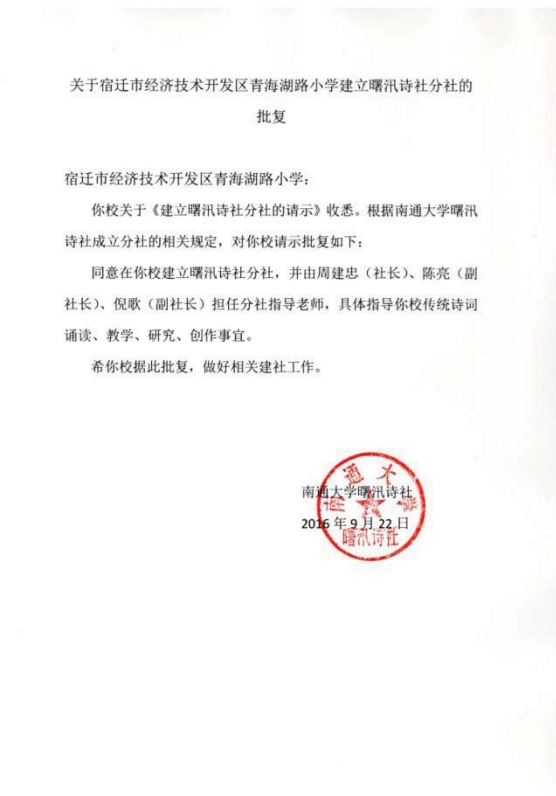 关于宿迁市经济技术开发区青海湖路小学建立曙汛诗社分社的
批复
宿迁市经济技术开发区青海湖路小学：
你校关于《建立曙汛诗社分社的请示》收悉。根据南通大学曙汛
诗社成立分社的相关规定，对你校请示批复如下：
同意在你校建立曙汛诗社分社，并由周建忠（社长）、陈亮（副
社长）、倪歌（副社长）担任分社指导老师，具体指导你校传统诗词
诵读、教学、研究、创作事宜。
希你校据此批复，做好相关建社工作。
南通大学曙汛诗社
2016 年 9 月 22 日
南通大学
曙汛诗社